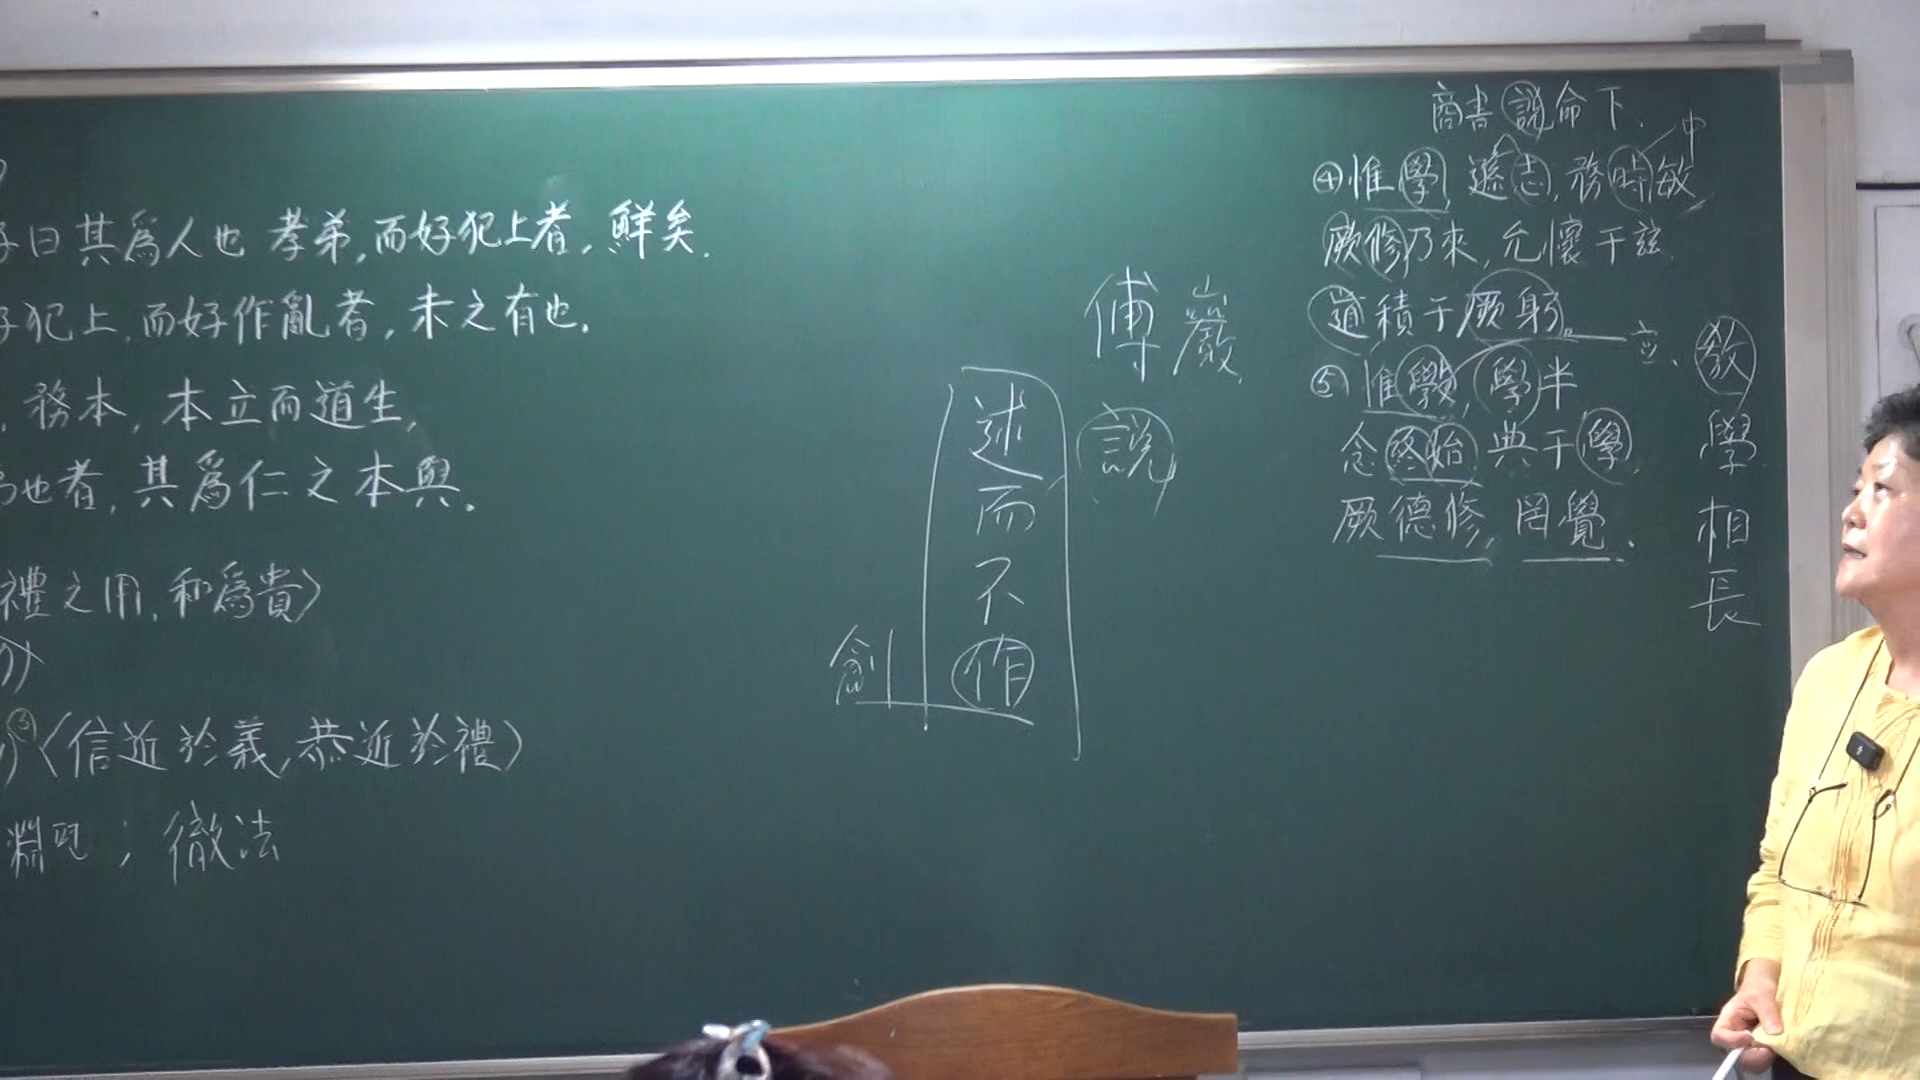 子曰其為人也孝弟,而好犯上者,鮮矣.
好犯上,而好作亂者,未之有也.
,務本,本立而道生,
也者,其為仁之本與.
禮之用,和為貴〉
③〈信近於義,恭近於禮〉
淵;徹法
傅巖
說
述而不作
創
商書說命下.
中
④惟學,遜志,務時敏
厥修乃來,允懷于茲.
道積于厥躬。
⑤惟斆,學半
念終始典于學.
厥德修,罔覺.
教學相長